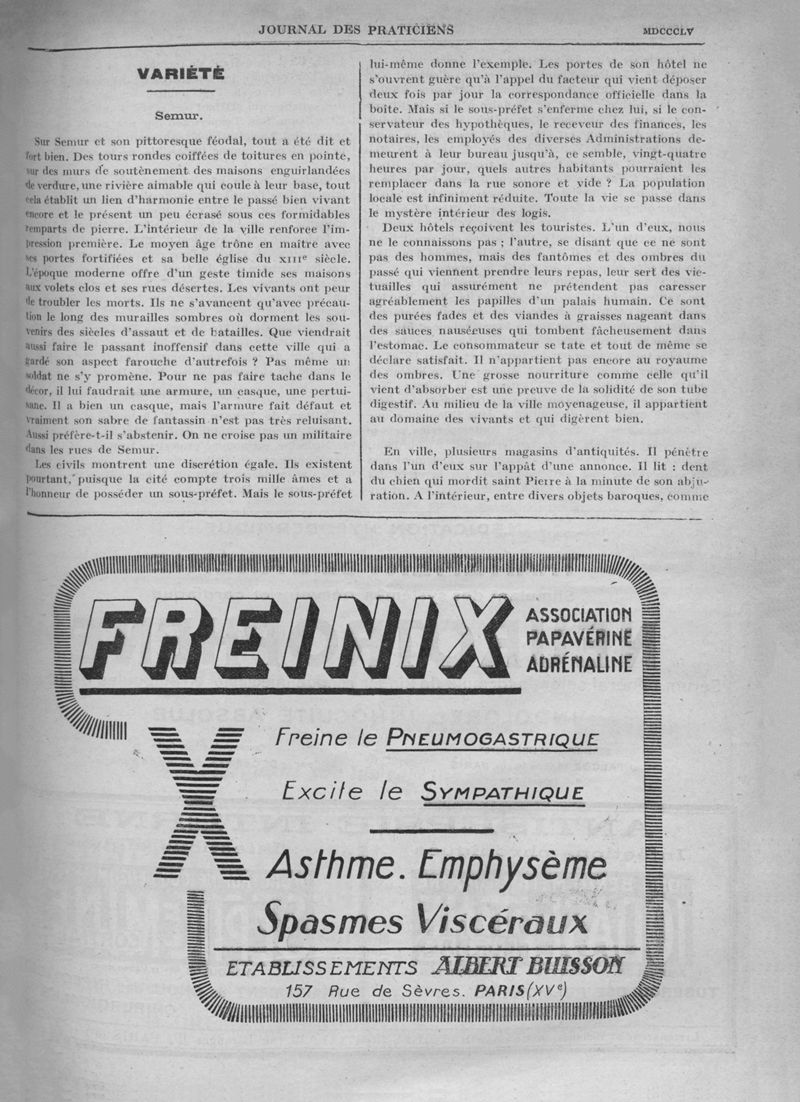 JOURNAL DES PRATICIENS
MDCCCLV
VARIÉTÉ
Semur.
Sur Semur et son pittoresque féodal, tout a été dit et
fort bien. Des tours rondes coiffées de toitures en pointe,
sur des murs de soutènement des maisons enguirlandées
de verdure, une rivière aimable qui coule à leur base, tout
cela établit un lien d'harmonie entre le passé bien vivant
encore et le présent un peu écrasé sous ces formidables
remparts de pierre. L'intérieur de la ville renforce l'im-
pression première. Le moyen âge trône en maître avec
ses portes fortifiées et sa belle église du XIIIe siècle.
L'époque moderne offre d'un geste timide ses maisons
aux volets clos et ses rues désertes. Les vivants ont peur
de troubler les morts. Ils ne s'avancent qu'avec précau-
tion le long des murailles sombres où dorment les sou-
venirs des siècles d'assaut et de batailles. Que viendrait
aussi faire le passant inoffensif dans cette ville qui a
gardé son aspect farouche d'autrefois ? Pas même un
soldat ne s'y promène. Pour ne pas faire tache dans le
décor, il lui faudrait une armure, un casque, une pertui-
sane. Il a bien un casque, mais l'armure fait défaut et
vraiment son sabre de fantassin n'est pas très reluisant.
Aussi préfère-t-il s'abstenir. On ne croise pas un militaire
dans les rues de Semur.
Les civils montrent une discrétion égale. Ils existent
pourtant, puisque la cité compte trois mille âmes et a
l'honneur de posséder un sous-préfet. Mais le sous-préfet
lui-même donne l'exemple. Les portes de son hôtel ne
s'ouvrent guère qu'à l'appel du facteur qui vient déposer
deux fois par jour la correspondance officielle dans la
boîte. Mais si le sous-préfet s'enferme chez lui, si le con-
servateur des hypothèques, le receveur des finances, les
notaires, les employés des diverses Administrations de-
meurent à leur bureau jusqu'à, ce semble, vingt-quatre
heures par jour, quels autres habitants pourraient les
remplacer dans la rue sonore et vide ? La population
locale est infiniment réduite. Toute la vie se passe dans
le mystère intérieur des logis.
Deux hôtels reçoivent les touristes. L'un d'eux, nous
ne le connaissons pas ; l'autre, se disant que ce ne sont
pas des hommes, mais des fantômes et des ombres du
passé qui viennent prendre leurs repas, leur sert des vic-
tuailles qui assurément ne prétendent pas caresser
agréablement les papilles d'un palais humain. Ce sont
des purées fades et des viandes à graisses nageant dans
des sauces nauséeuses qui tombent fâcheusement dans
l'estomac. Le consommateur se tate et tout de même se
déclare satisfait. Il n'appartient pas encore au royaume
des ombres. Une grosse nourriture comme celle qu'il
vient d'absorber est une preuve de la solidité de son tube
digestif. Au milieu de la ville moyenageuse, il appartient
au domaine des vivants et qui digèrent bien.
En ville, plusieurs magasins d'antiquités. Il pénètre
dans l'un d'eux sur l'appât d'une annonce. Il lit : dent
du chien qui mordit saint Pierre à la minute de son abju-
ration. A l'intérieur, entre divers objets baroques, comme
FREINIX
ASSOCIATION
PAPAVÉRINE
ADRÉNALINE
Freine le PNEUMOGASTRIQUE
X
Excite le SYMPATHIQUE
Asthme. Emphysème
Spasmes Viscéraux
ETABLISSEMENTS ALBERT BUISSON
157 Rue de Sèvres. PARIS (XVe)